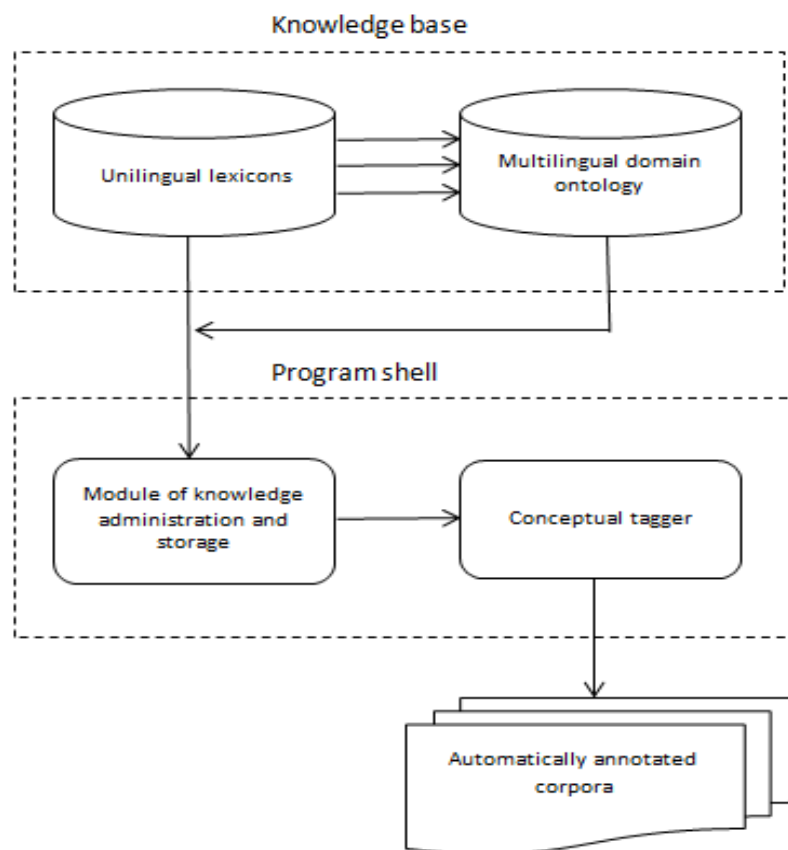 Knowledge base
Unilingual lexicons
Multilingual domain
ontology
Program shell
Module of knowledge
administration and
storage
Conceptual tagger
Automatically annotated
corpora